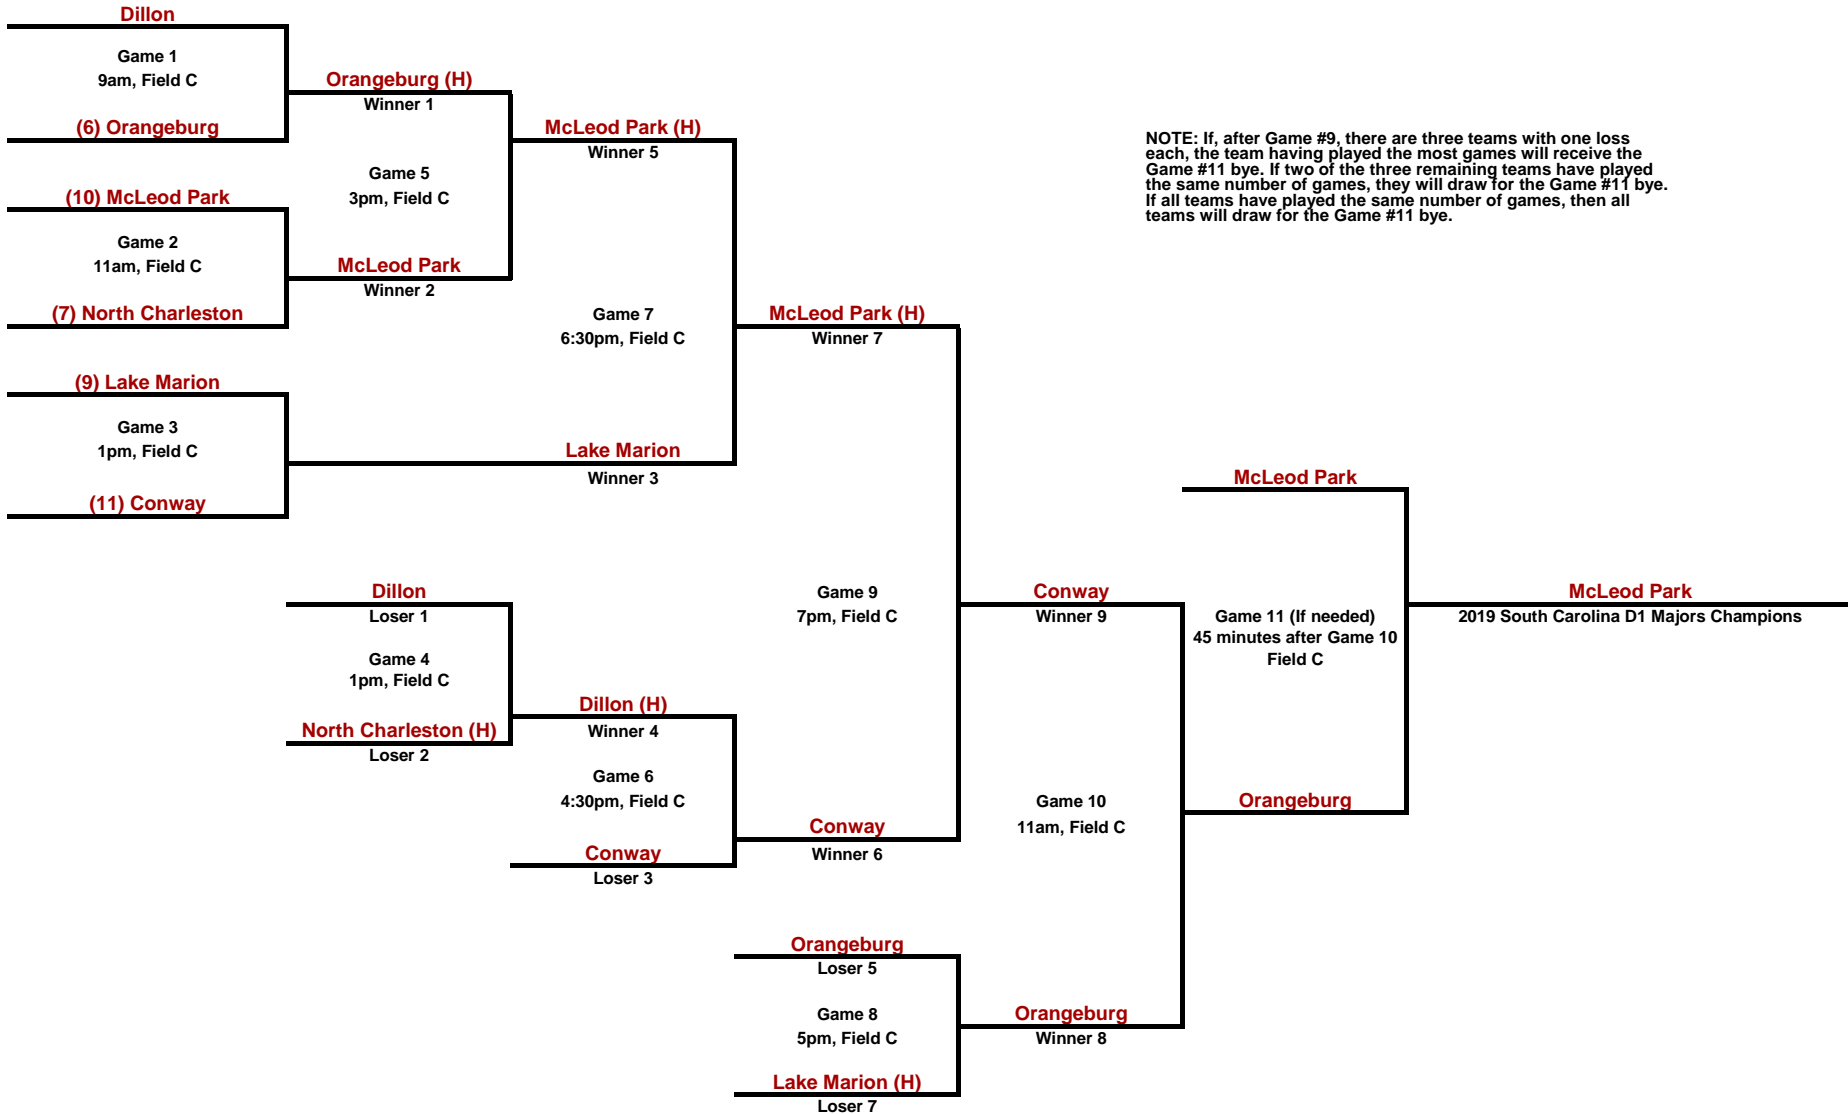 Dillon
Game 1
9am, Field C
(6) Orangeburg
Orangeburg (H)
Winner 1
(10) McLeod Park
Game 2
11am, Field C
(7) North Charleston
McLeod Park
Winner 2
Game 5
3pm, Field C
McLeod Park (H)
Winner 5
(9) Lake Marion
Game 3
1pm, Field C
(11) Conway
Lake Marion
Winner 3
Game 7
6:30pm, Field C
McLeod Park (H)
Winner 7
NOTE: If, after Game #9, there are three teams with one loss
each, the team having played the most games will receive the
Game #11 bye. If two of the three remaining teams have played
the same number of games, they will draw for the Game #11 bye.
If all teams have played the same number of games, then all
teams will draw for the Game #11 bye.
Dillon
Loser 1
Game 4
1pm, Field C
North Charleston (H)
Loser 2
Dillon (H)
Winner 4
Game 6
4:30pm, Field C
Conway
Loser 3
Conway
Winner 6
Game 9
7pm, Field C
Conway
Winner 9
Orangeburg
Loser 5
Game 8
5pm, Field C
Lake Marion (H)
Loser 7
Orangeburg
Winner 8
Game 10
11am, Field C
McLeod Park
Game 11 (If needed)
45 minutes after Game 10
Field C
Orangeburg
McLeod Park
2019 South Carolina D1 Majors Champions